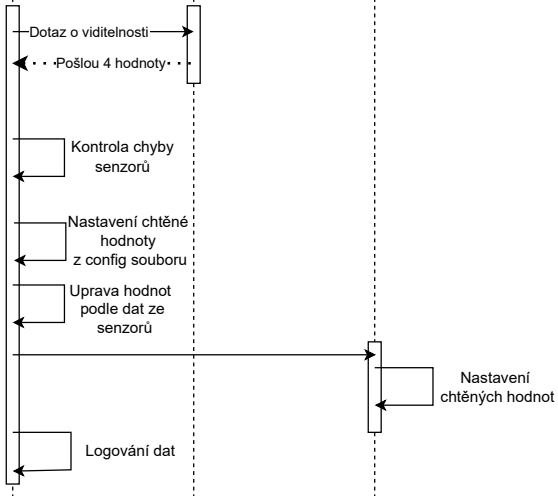 Dotaz o viditelnosti
Pošlou 4 hodnoty
Kontrola chyby
senzorů
Nastavení chtěné
hodnoty
z config souboru
Uprava hodnot
podle dat ze
senzorů
Nastavení
chtěných hodnot
Logování dat